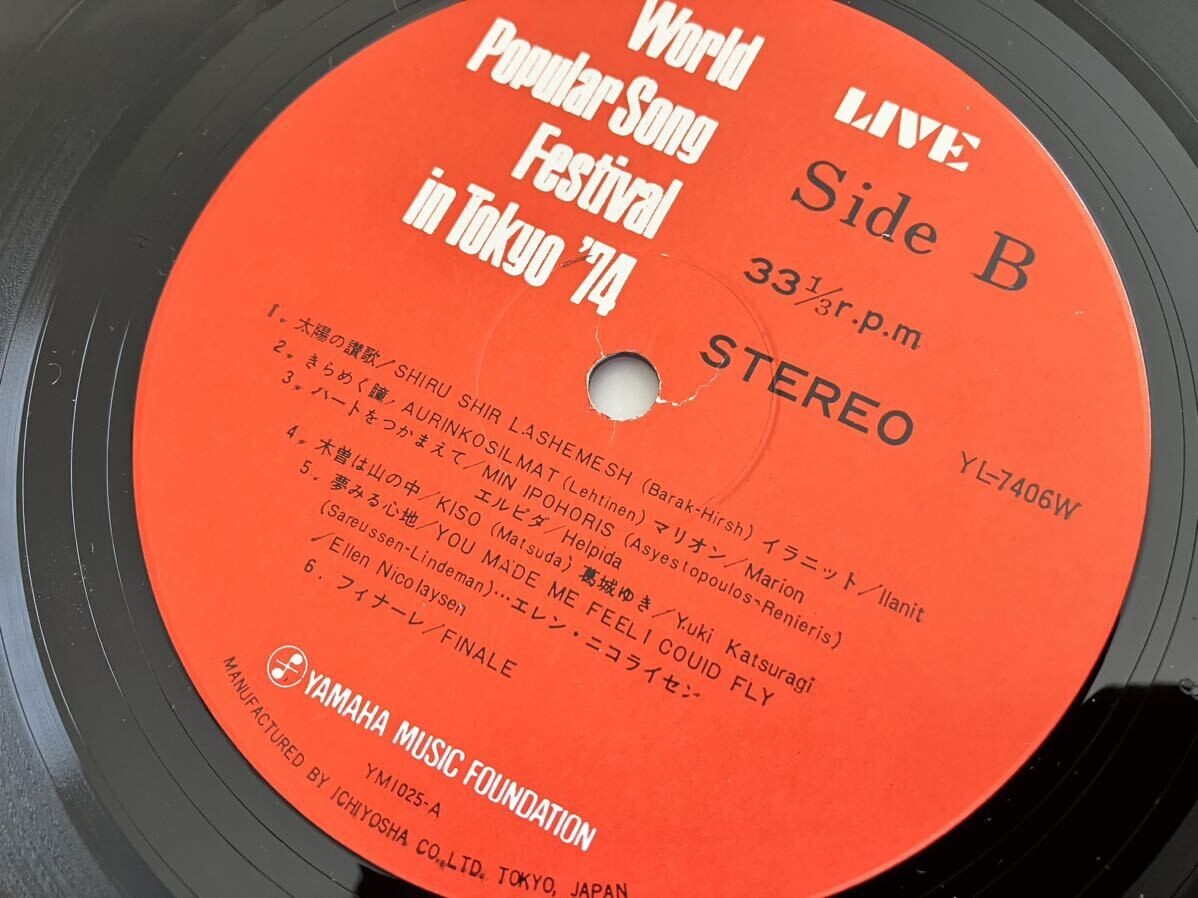 World
Popular Song
Festival
in Tokyo '74
LIVE
Side B
33 1/3 r.p.m
STEREO
YL-7406W
1. 太陽の讃歌/SHIRU SHIR LASHEMESH (Barak-Hirsh) イラニット/Ilanit
2. きらめく瞳/AURINKOSILMAT (Lehtinen) マリオン/Marion
3. ハートをつかまえて/MIN IPOHORIS (Asyestopoulos-Renieris)
エルピダ/Helpida
4. 木曽は山の中/KISO (Matsuda) 葛城ゆき/Yuki Katsuragi
5. 夢みる心地/YOU MADE ME FEEL I COUID FLY
(Sareussen-Lindeman)…エレン・ニコライセン
/Ellen Nicolaysen
6. フィナーレ/FINALE
YAMAHA MUSIC FOUNDATION
YM1025-A
MANUFACTURED BY ICHIYOSHA CO., LTD. TOKYO, JAPAN